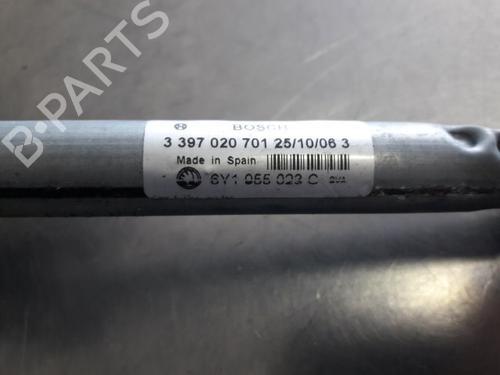 B-PARTS
BOSCH
3 397 020 701 25/10/06 3
Made in Spain
6Y1 955 023 C